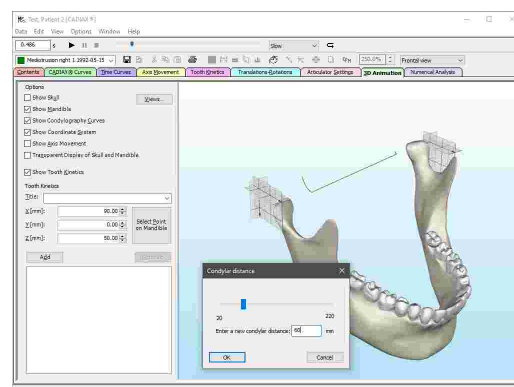 Test, Patient 2 [CADIAX®]
Data Edit View Options Window Help
0.486 s Slow
Mediotrusion right 1.1992-05-15 250.0% Frontal view
Contents CADIAX® Curves Time Curves Axis Movement Tooth Kinetics Translations-Rotations Articulator Settings 3D Animation Numerical Analysis
Options
Show Skull Views...
Show Mandible
Show Condylography Curves
Show Coordinate System
Show Axis Movement
Transparent Display of Skull and Mandible
Show Tooth Kinetics
Tooth Kinetics
Title:
X[mm]: 90.00
Y[mm]: 0.00 Select Point on Mandible
Z[mm]: 50.00
Add
Condylar distance
20 220
Enter a new condylar distance: 60 mm
OK Cancel